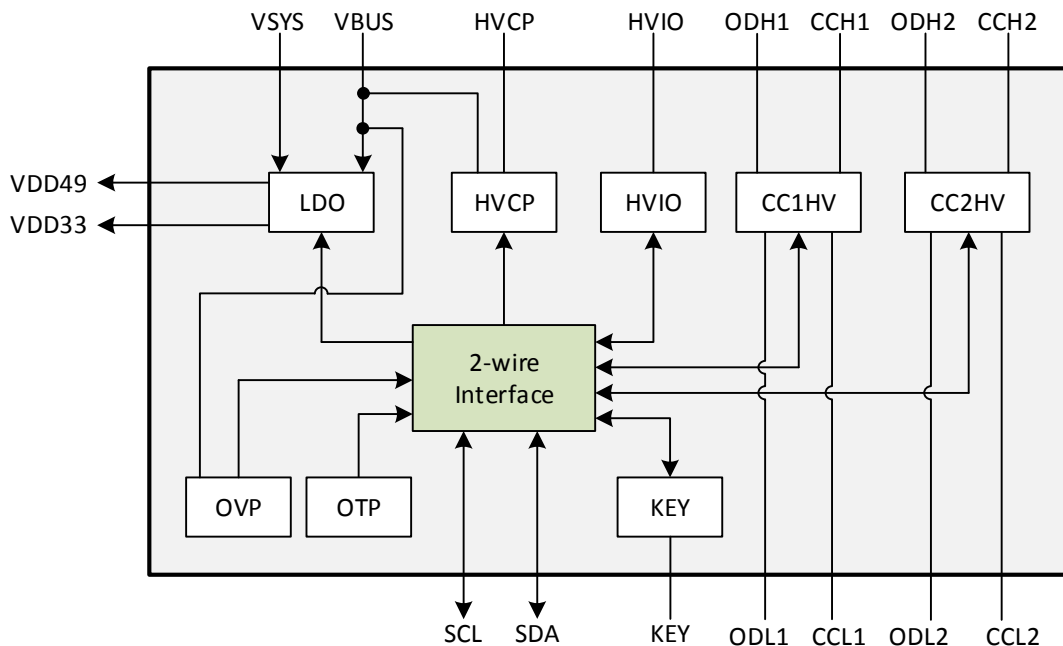 VSYS VBUS HVCP HVIO ODH1 CCH1 ODH2 CCH2
VDD49
VDD33
LDO HVCP HVIO CC1HV CC2HV
2-wire
Interface
OVP OTP KEY
SCL SDA KEY ODL1 CCL1 ODL2 CCL2